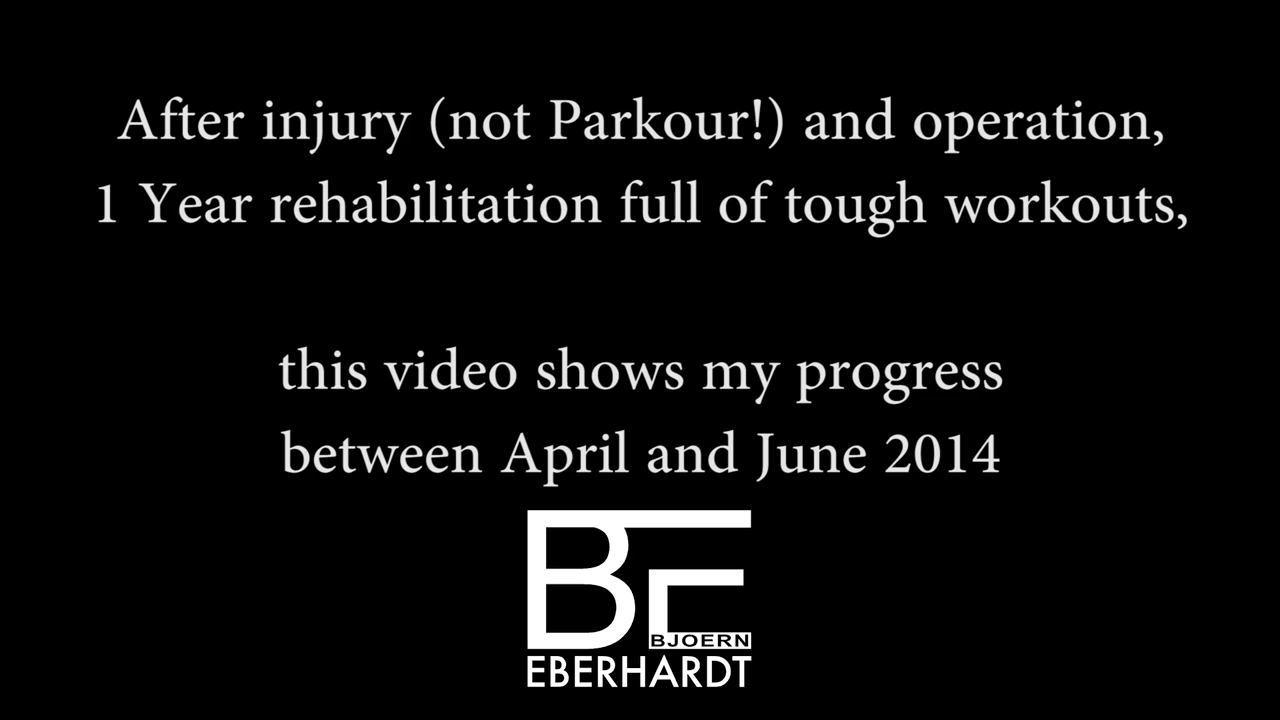 After injury (not Parkour!) and operation,
1 Year rehabilitation full of tough workouts,
this video shows my progress
between April and June 2014
BE
BJOERN
EBERHARDT